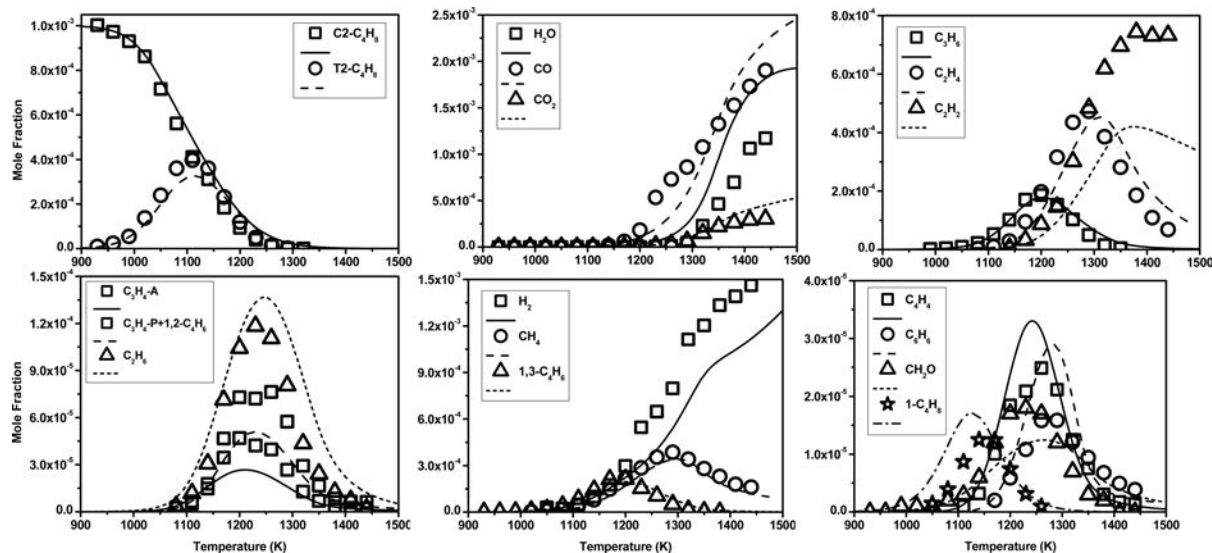 Mole Fraction
1.0x10⁻³
8.0x10⁻⁴
6.0x10⁻⁴
4.0x10⁻⁴
2.0x10⁻⁴
0.0
C2-C₄H₈
T2-C₄H₈
900 1000 1100 1200 1300 1400 1500
2.5x10⁻³
2.0x10⁻³
1.5x10⁻³
1.0x10⁻³
5.0x10⁻⁴
0.0
H₂O
CO
CO₂
900 1000 1100 1200 1300 1400 1500
8.0x10⁻⁴
6.0x10⁻⁴
4.0x10⁻⁴
2.0x10⁻⁴
0.0
C₃H₆
C₂H₄
C₂H₂
900 1000 1100 1200 1300 1400 1500
Mole Fraction
1.5x10⁻⁴
1.2x10⁻⁴
9.0x10⁻⁵
6.0x10⁻⁵
3.0x10⁻⁵
0.0
C₃H₄-A
C₃H₄-P+1,2-C₄H₆
C₂H₆
900 1000 1100 1200 1300 1400 1500
Temperature (K)
1.5x10⁻³
1.2x10⁻³
9.0x10⁻⁴
6.0x10⁻⁴
3.0x10⁻⁴
0.0
H₂
CH₄
1,3-C₄H₆
900 1000 1100 1200 1300 1400 1500
Temperature (K)
5.0x10⁻⁵
4.0x10⁻⁵
3.0x10⁻⁵
2.0x10⁻⁵
1.0x10⁻⁵
0.0
C₄H₄
C₆H₆
CH₂O
1-C₄H₈
900 1000 1100 1200 1300 1400 1500
Temperature (K)